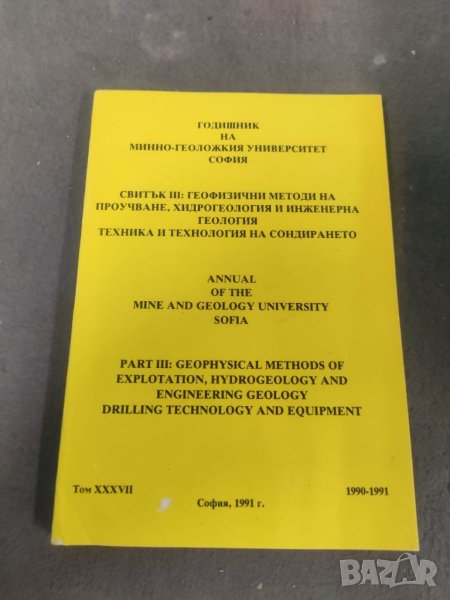 ГОДИШНИК
НА
МИННО-ГЕОЛОЖКИЯ УНИВЕРСИТЕТ
СОФИЯ
СВИТЪК III: ГЕОФИЗИЧНИ МЕТОДИ НА
ПРОУЧВАНЕ, ХИДРОГЕОЛОГИЯ И ИНЖЕНЕРНА
ГЕОЛОГИЯ
ТЕХНИКА И ТЕХНОЛОГИЯ НА СОНДИРАНЕТО
ANNUAL
OF THE
MINE AND GEOLOGY UNIVERSITY
SOFIA
PART III: GEOPHYSICAL METHODS OF
EXPLOTATION, HYDROGEOLOGY AND
ENGINEERING GEOLOGY
DRILLING TECHNOLOGY AND EQUIPMENT
Том XXXVII 1990-1991
София, 1991 г.
BAZAR.bg